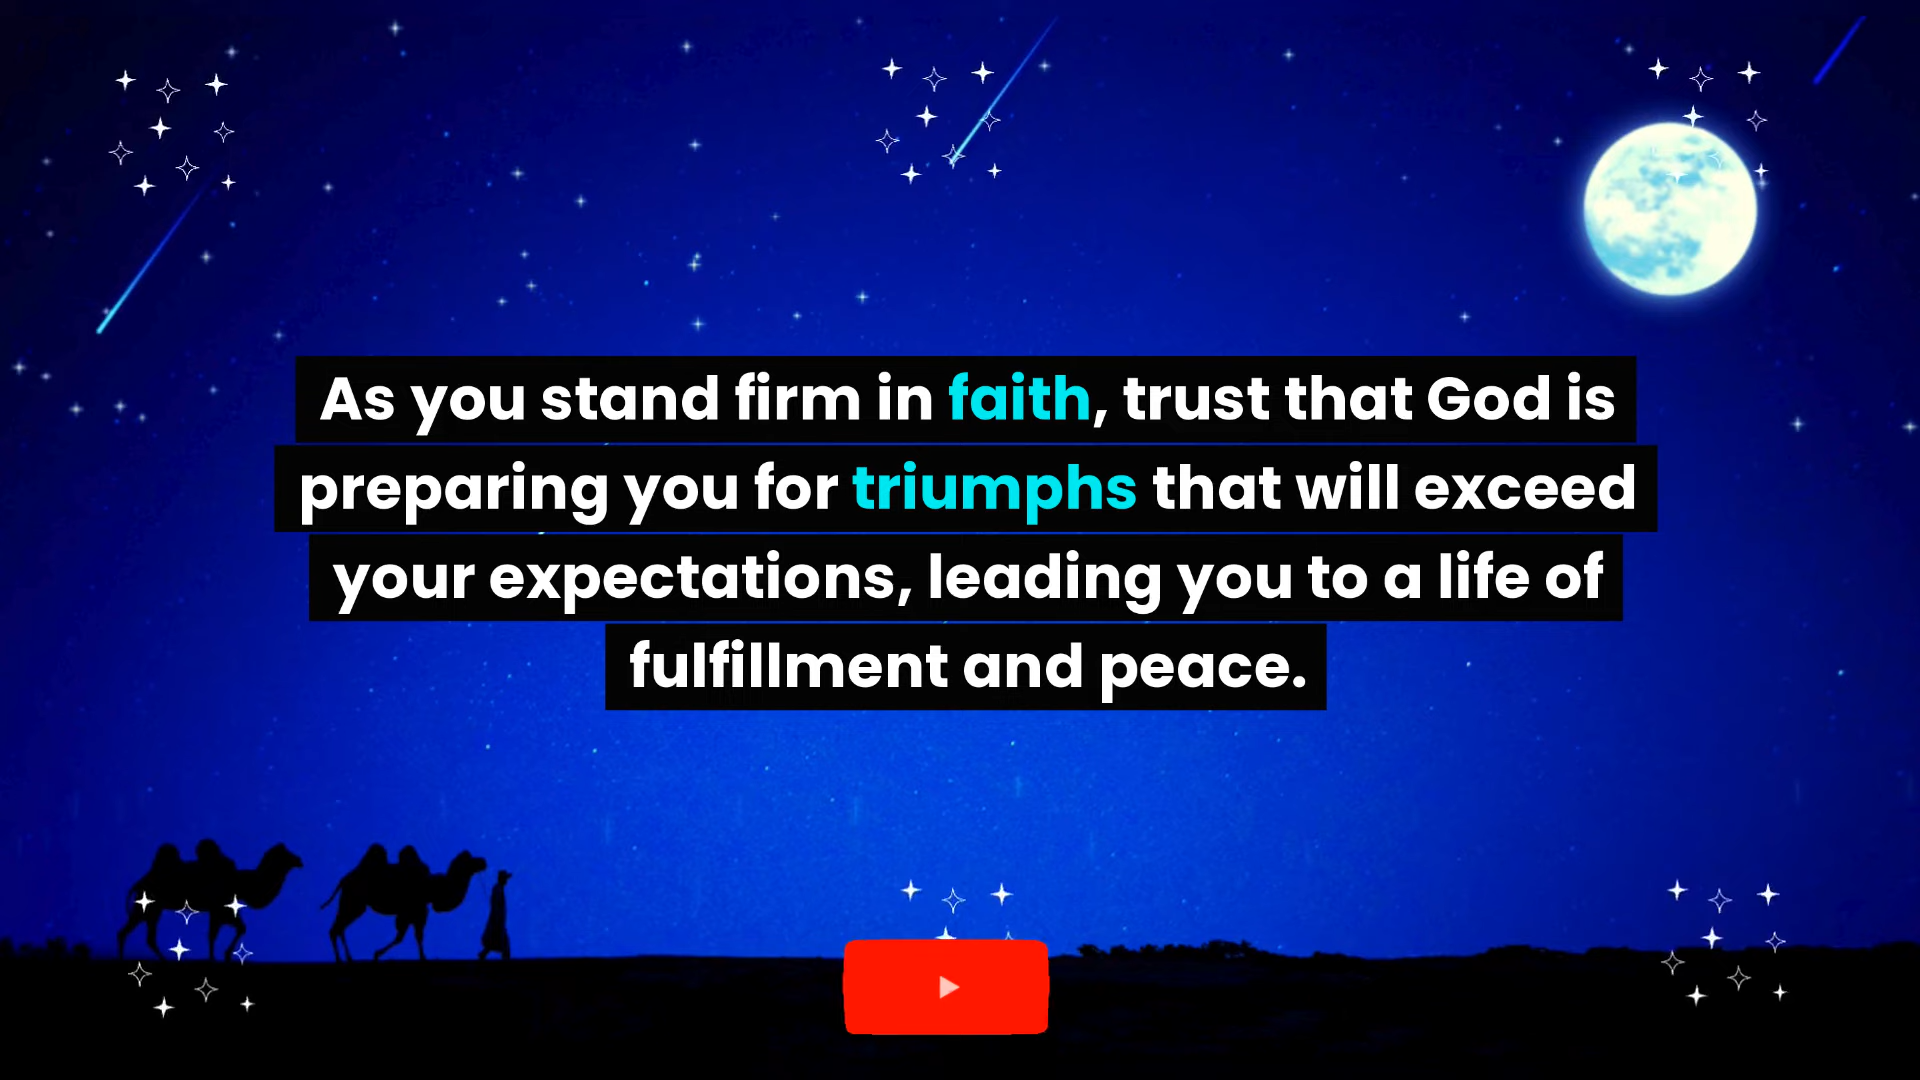 As you stand firm in faith, trust that God is
preparing you for triumphs that will exceed
your expectations, leading you to a life of
fulfillment and peace.